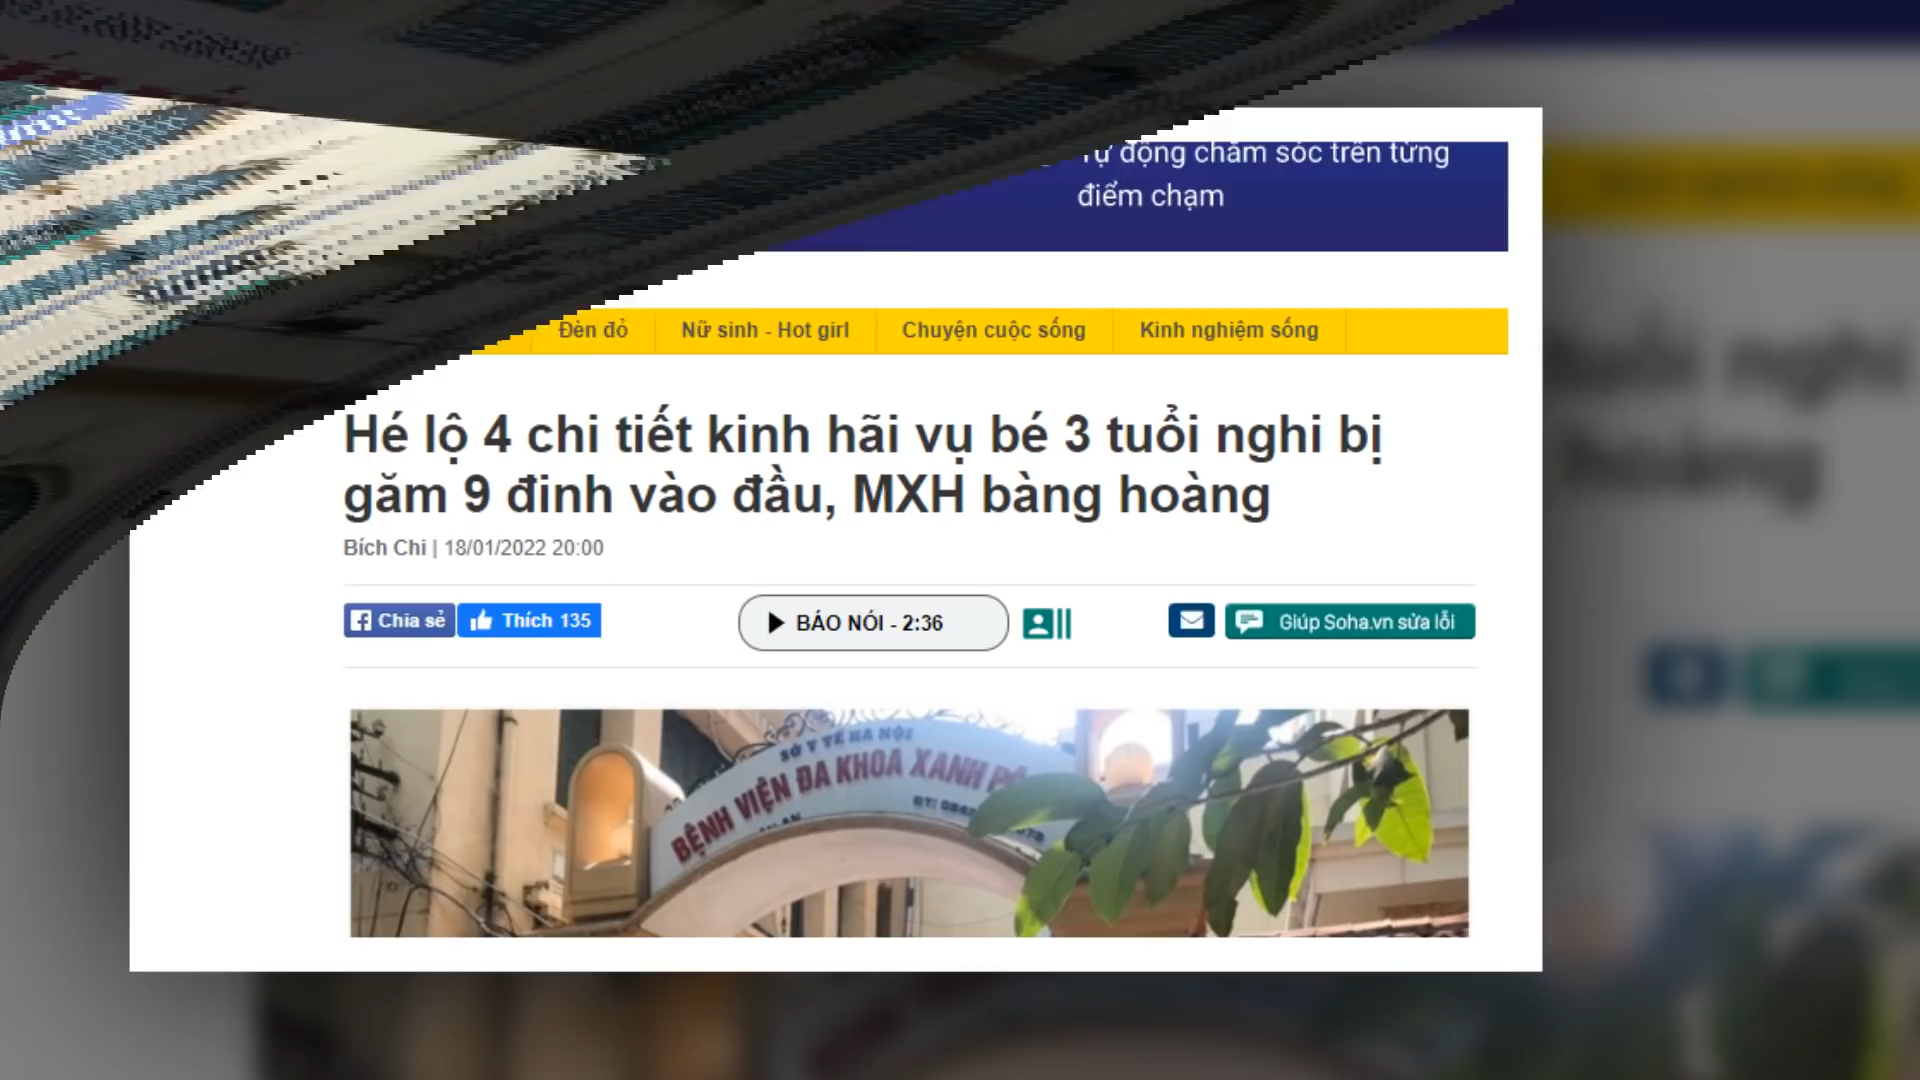 Tự động chăm sóc trên từng
điểm chạm
Đèn đỏ Nữ sinh - Hot girl Chuyện cuộc sống Kinh nghiệm sống
Hé lộ 4 chi tiết kinh hãi vụ bé 3 tuổi nghi bị
găm 9 đinh vào đầu, MXH bàng hoàng
Bích Chi | 18/01/2022 20:00
Chia sẻ Thích 135 BÁO NÓI - 2:36 Giúp Soha.vn sửa lỗi
SỞ Y TẾ HÀ NỘI
BỆNH VIỆN ĐA KHOA XANH